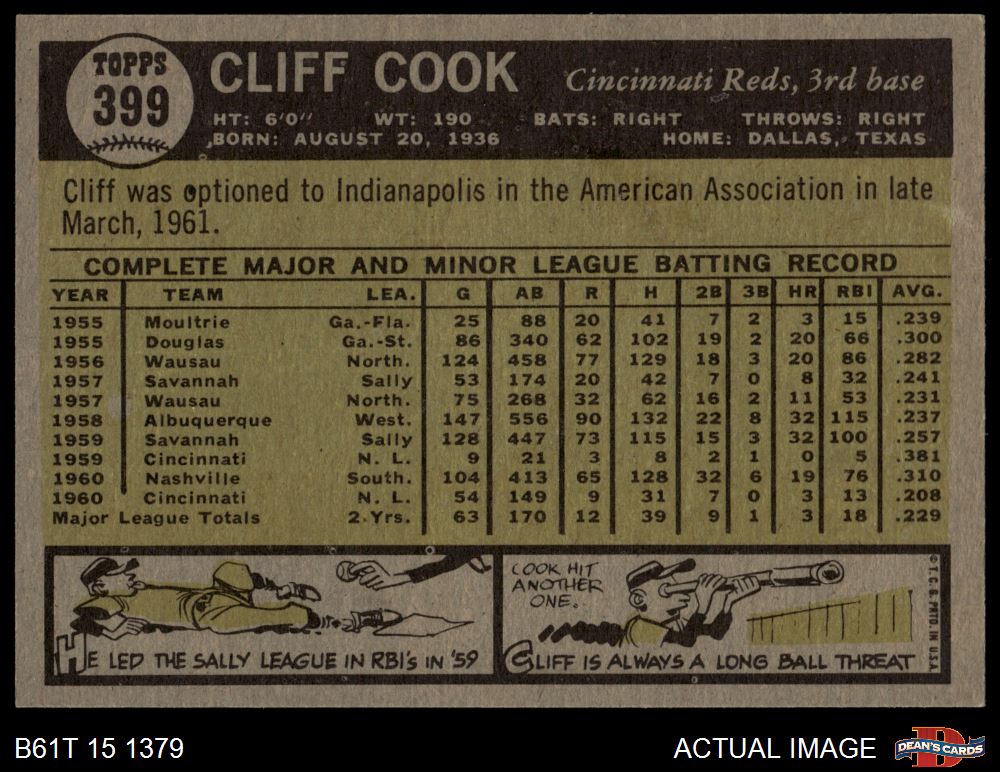 TOPPS
399
CLIFF COOK
Cincinnati Reds, 3rd base
HT: 6'0" WT: 190 BATS: RIGHT THROWS: RIGHT
BORN: AUGUST 20, 1936 HOME: DALLAS, TEXAS
Cliff was optioned to Indianapolis in the American Association in late
March, 1961.
COMPLETE MAJOR AND MINOR LEAGUE BATTING RECORD
YEAR TEAM LEA. G AB R H 2B 3B HR RBI AVG.
1955 Moultrie Ga.-Fla. 25 88 20 41 7 2 3 15 .239
1955 Douglas Ga.-St. 86 340 62 102 19 2 20 66 .300
1956 Wausau North. 124 458 77 129 18 3 20 86 .282
1957 Savannah Sally 53 174 20 42 7 0 8 32 .241
1957 Wausau North. 75 268 32 62 16 2 11 53 .231
1958 Albuquerque West. 147 556 90 132 22 8 32 115 .237
1959 Savannah Sally 128 447 73 115 15 3 32 100 .257
1959 Cincinnati N. L. 9 21 3 8 2 1 0 5 .381
1960 Nashville South. 104 413 65 128 32 6 19 76 .310
1960 Cincinnati N. L. 54 149 9 31 7 0 3 13 .208
Major League Totals 2-Yrs. 63 170 12 39 9 1 3 18 .229
HE LED THE SALLY LEAGUE IN RBI's IN '59
COOK HIT
ANOTHER
ONE.
CLIFF IS ALWAYS A LONG BALL THREAT
© T. C. G. PRTD. IN U.S.A.
B61T 15 1379
ACTUAL IMAGE
D
DEAN'S CARDS